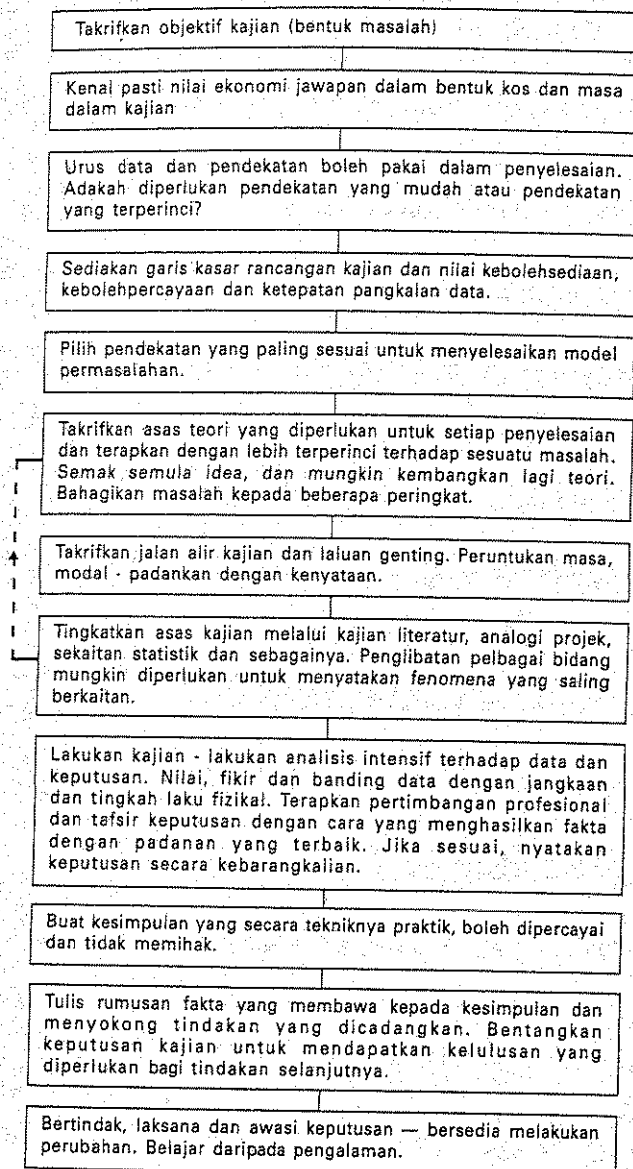 Takrifkan objektif kajian (bentuk masalah)
Kenal pasti nilai ekonomi jawapan dalam bentuk kos dan masa
dalam kajian
Urus data dan pendekatan boleh pakai dalam penyelesaian.
Adakah diperlukan pendekatan yang mudah atau pendekatan
yang terperinci?
Sediakan garis kasar rancangan kajian dan nilai kebolehsediaan,
kebolehpercayaan dan ketepatan pangkalan data.
Pilih pendekatan yang paling sesuai untuk menyelesaikan model
permasalahan.
Takrifkan asas teori yang diperlukan untuk setiap penyelesaian
dan terapkan dengan lebih terperinci terhadap sesuatu masalah.
Semak semula idea, dan mungkin kembangkan lagi teori.
Bahagikan masalah kepada beberapa peringkat.
Takrifkan jalan alir kajian dan laluan genting. Peruntukan masa,
modal - padankan dengan kenyataan.
Tingkatkan asas kajian melalui kajian literatur, analogi projek,
sekaitan statistik dan sebagainya. Penglibatan pelbagai bidang
mungkin diperlukan untuk menyatakan fenomena yang saling
berkaitan.
Lakukan kajian - lakukan analisis intensif terhadap data dan
keputusan. Nilai, fikir dan banding data dengan jangkaan
dan tingkah laku fizikal. Terapkan pertimbangan profesional
dan tafsir keputusan dengan cara yang menghasilkan fakta
dengan padanan yang terbaik. Jika sesuai, nyatakan
keputusan secara kebarangkalian.
Buat kesimpulan yang secara tekniknya praktik, boleh dipercayai
dan tidak memihak.
Tulis rumusan fakta yang membawa kepada kesimpulan dan
menyokong tindakan yang dicadangkan. Bentangkan
keputusan kajian untuk mendapatkan kelulusan yang
diperlukan bagi tindakan selanjutnya.
Bertindak, laksana dan awasi keputusan — bersedia melakukan
perubahan. Belajar daripada pengalaman.